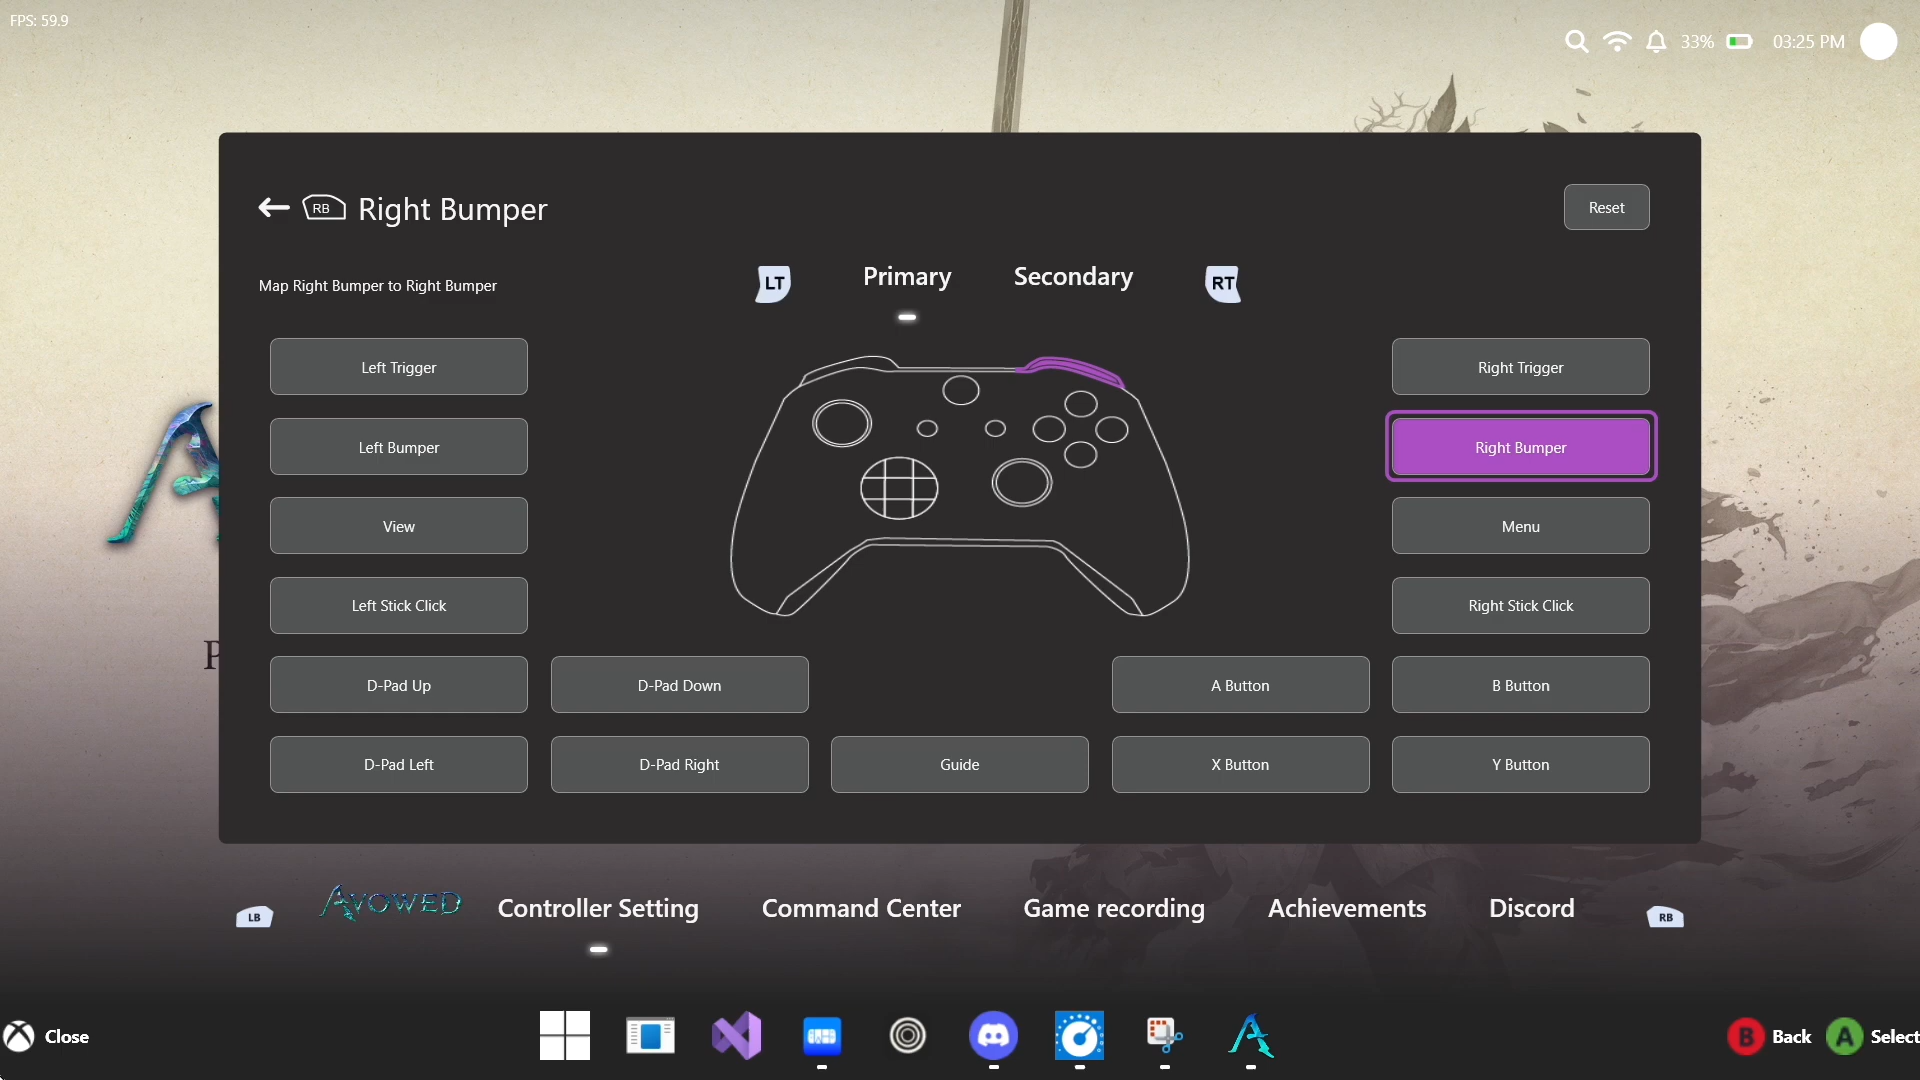 FPS: 59.9
33%
03:25 PM
RB
Right Bumper
Reset
Map Right Bumper to Right Bumper
LT
Primary
Secondary
RT
Left Trigger
Right Trigger
Left Bumper
Right Bumper
View
Menu
Left Stick Click
Right Stick Click
P
D-Pad Up
D-Pad Down
A Button
B Button
D-Pad Left
D-Pad Right
Guide
X Button
Y Button
LB
AVOWED
Controller Setting
Command Center
Game recording
Achievements
Discord
RB
Close
B
Back
A
Select